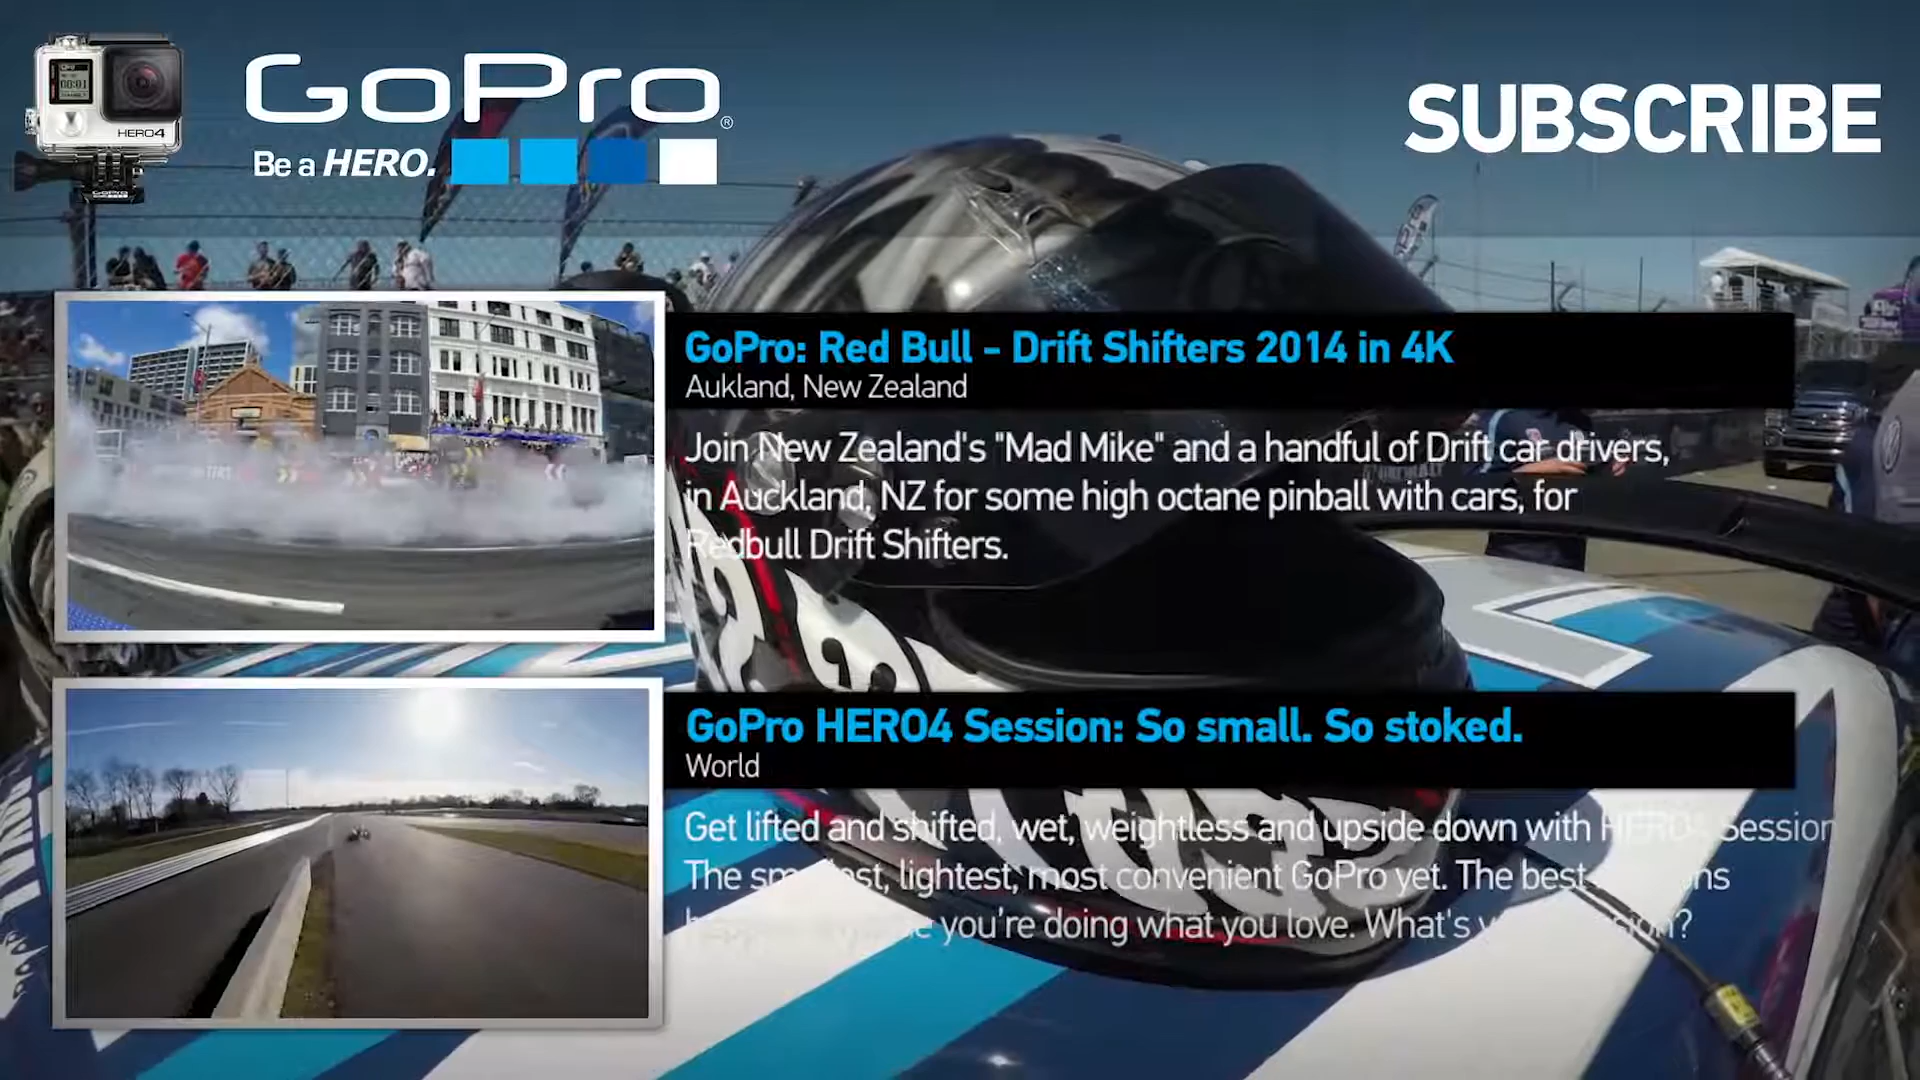 HERO4
GoPro
Be a HERO.
SUBSCRIBE
GoPro: Red Bull - Drift Shifters 2014 in 4K
Aukland, New Zealand
Join New Zealand's "Mad Mike" and a handful of Drift car drivers,
in Auckland, NZ for some high octane pinball with cars, for
Redbull Drift Shifters.
GoPro HERO4 Session: So small. So stoked.
World
Get lifted and shifted, wet, weightless and upside down with HERO4 Session
The smallest, lightest, most convenient GoPro yet. The best
you're doing what you love. What's